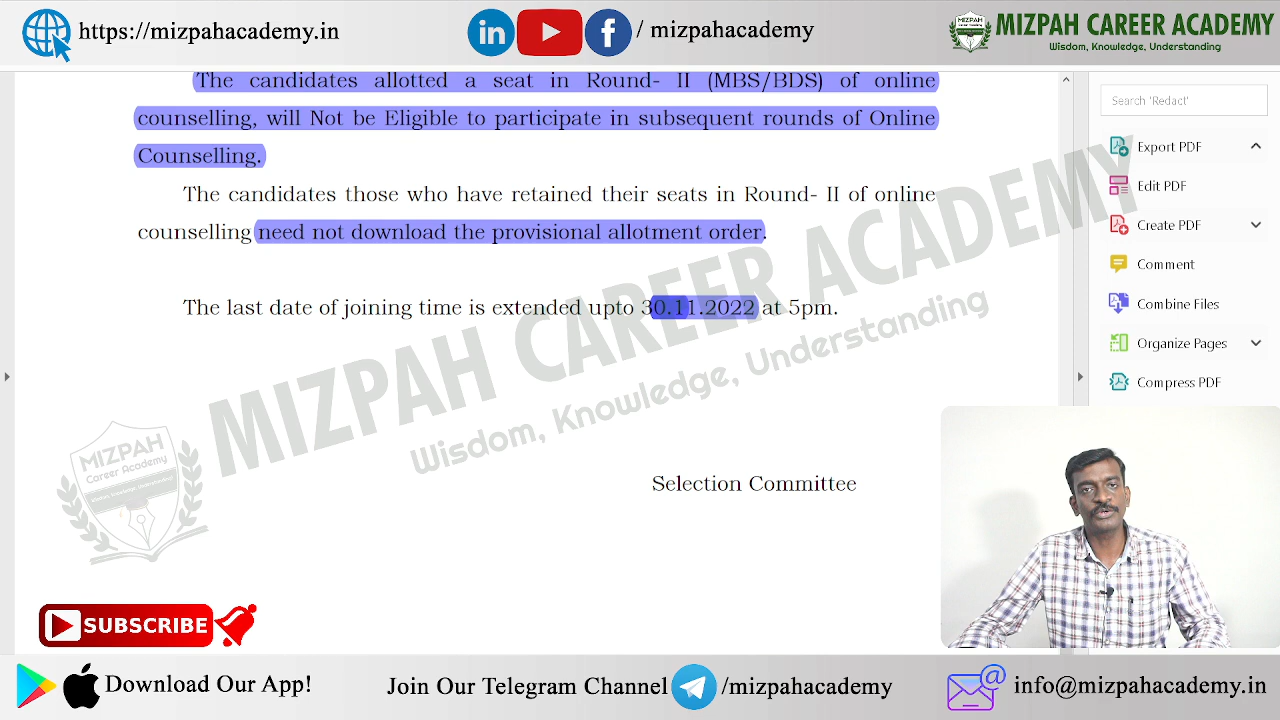 https://mizpahacademy.in
in
f
/ mizpahacademy
MIZPAH CAREER ACADEMY
Wisdom, Knowledge, Understanding
The candidates allotted a seat in Round- II (MBS/BDS) of online
counselling, will Not be Eligible to participate in subsequent rounds of Online
Counselling.
The candidates those who have retained their seats in Round- II of online
counselling need not download the provisional allotment order.
The last date of joining time is extended upto 30.11.2022 at 5pm.
Selection Committee
MIZPAH CAREER ACADEMY
Wisdom, Knowledge, Understanding
MIZPAH
Career Academy
Search 'Redact'
Export PDF
Edit PDF
Create PDF
Comment
Combine Files
Organize Pages
Compress PDF
SUBSCRIBE
Download Our App!
Join Our Telegram Channel
/mizpahacademy
@
info@mizpahacademy.in